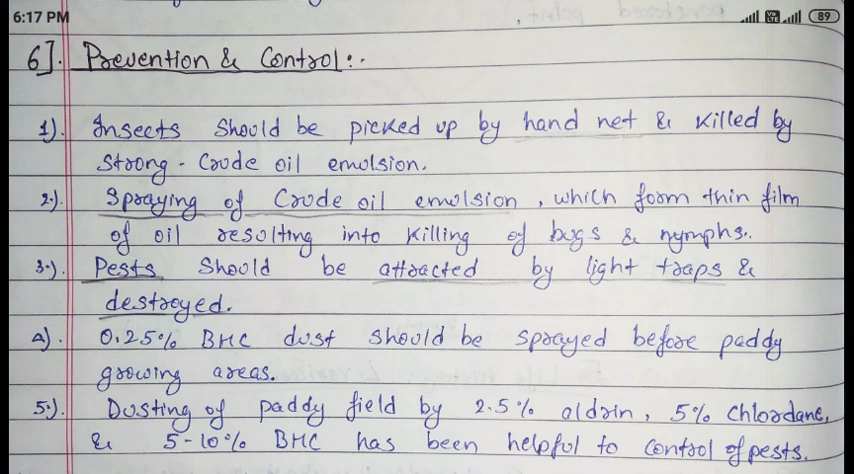 6:17 PM 89
6]. Prevention & Control :-
1). Insects should be picked up by hand net & killed by
strong - crude oil emulsion.
2.). Spraying of Crude oil emulsion, which form thin film
of oil resulting into killing of bugs & nymphs.
3.). Pests should be attracted by light traps &
destroyed.
4). 0.25% BHC dust should be sprayed before paddy
growing areas.
5.). Dusting of paddy field by 2.5% aldrin, 5% chlordane,
& 5-10% BHC has been helpful to control of pests.